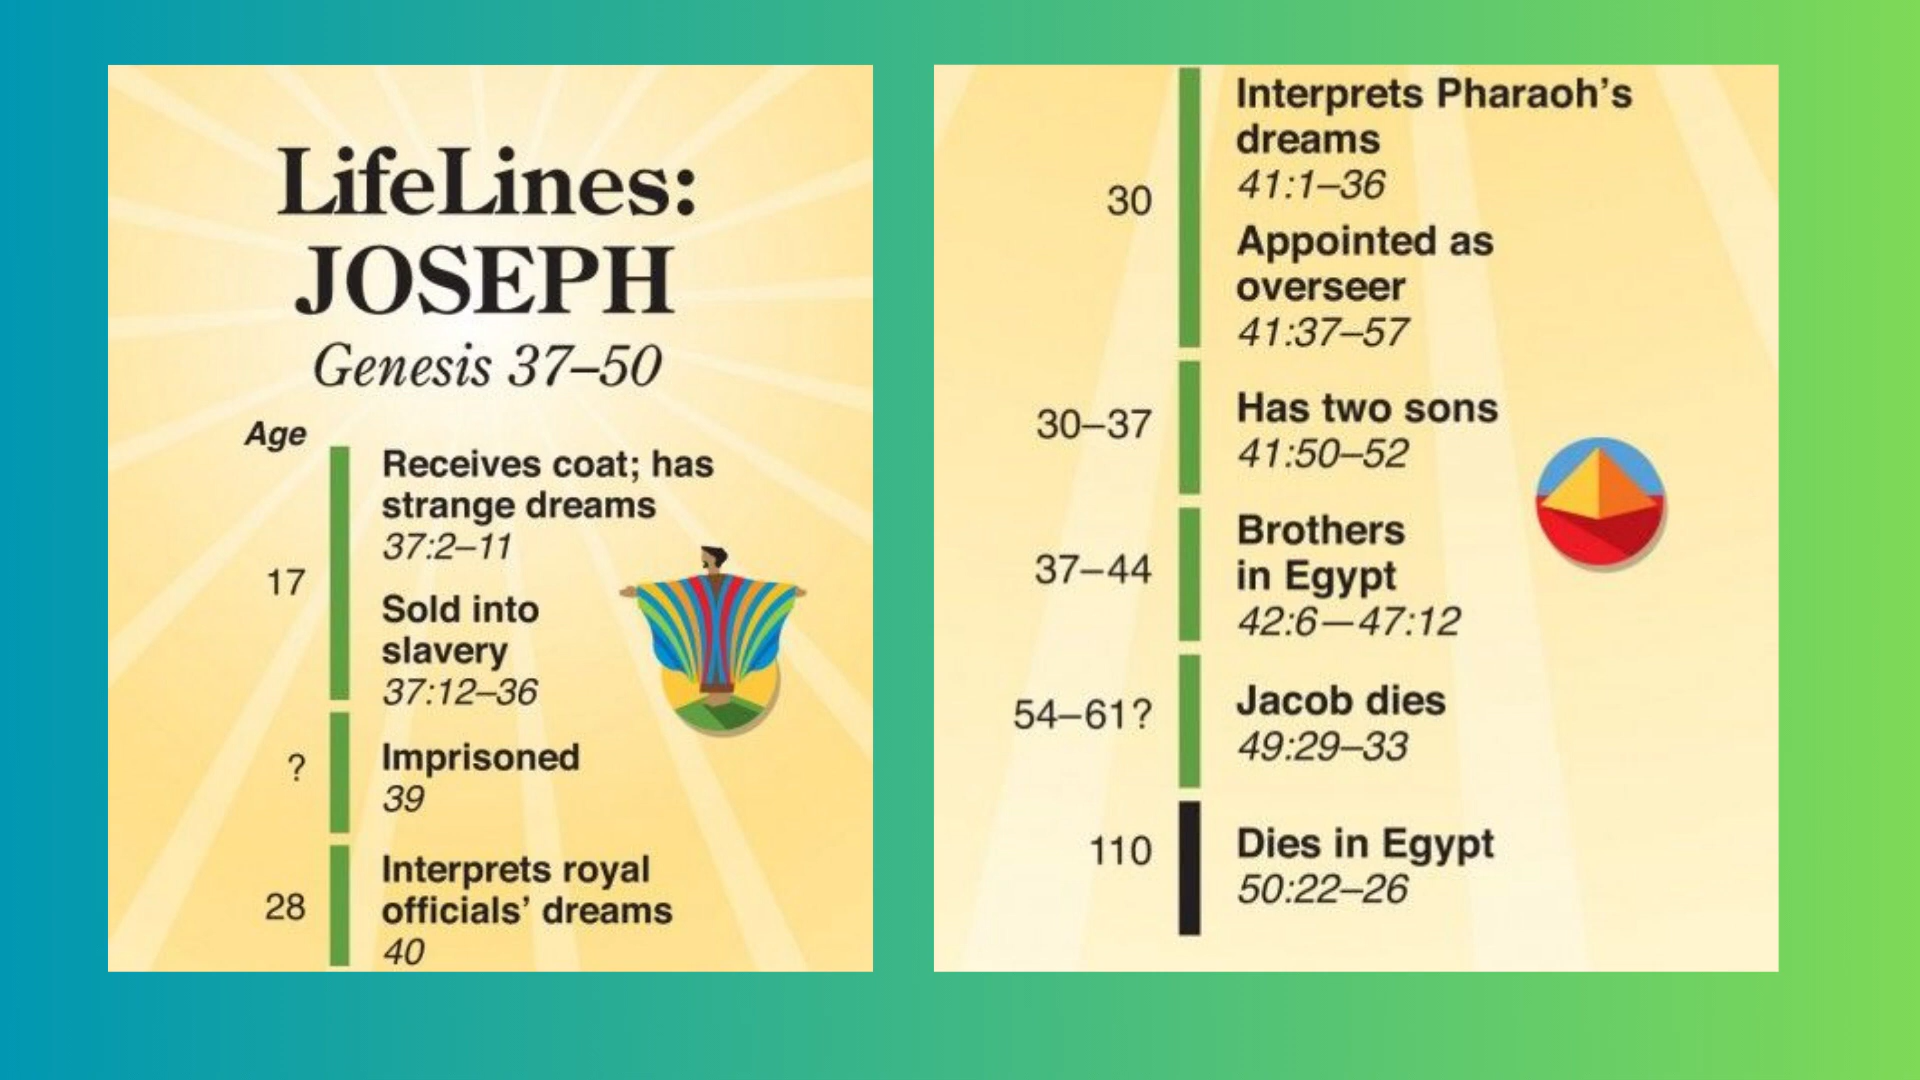 LifeLines:
JOSEPH
Genesis 37–50
Age
17
Receives coat; has
strange dreams
37:2–11
Sold into
slavery
37:12–36
?
Imprisoned
39
28
Interprets royal
officials’ dreams
40
30
Interprets Pharaoh’s
dreams
41:1–36
Appointed as
overseer
41:37–57
30–37
Has two sons
41:50–52
37–44
Brothers
in Egypt
42:6—47:12
54–61?
Jacob dies
49:29–33
110
Dies in Egypt
50:22–26